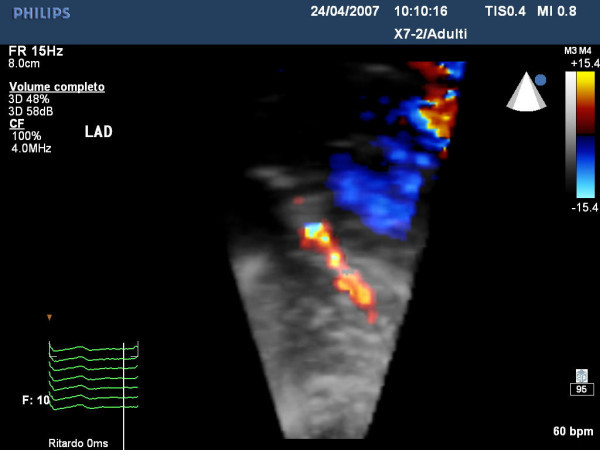 PHILIPS
24/04/2007 10:10:16 TIS0.4 MI 0.8
X7-2/Adulti
FR 15Hz
8.0cm
M3 M4
+15.4
-15.4
Volume completo
3D 48%
3D 58dB
CF
100%
4.0MHz
LAD
F: 10
Ritardo 0ms
95
60 bpm